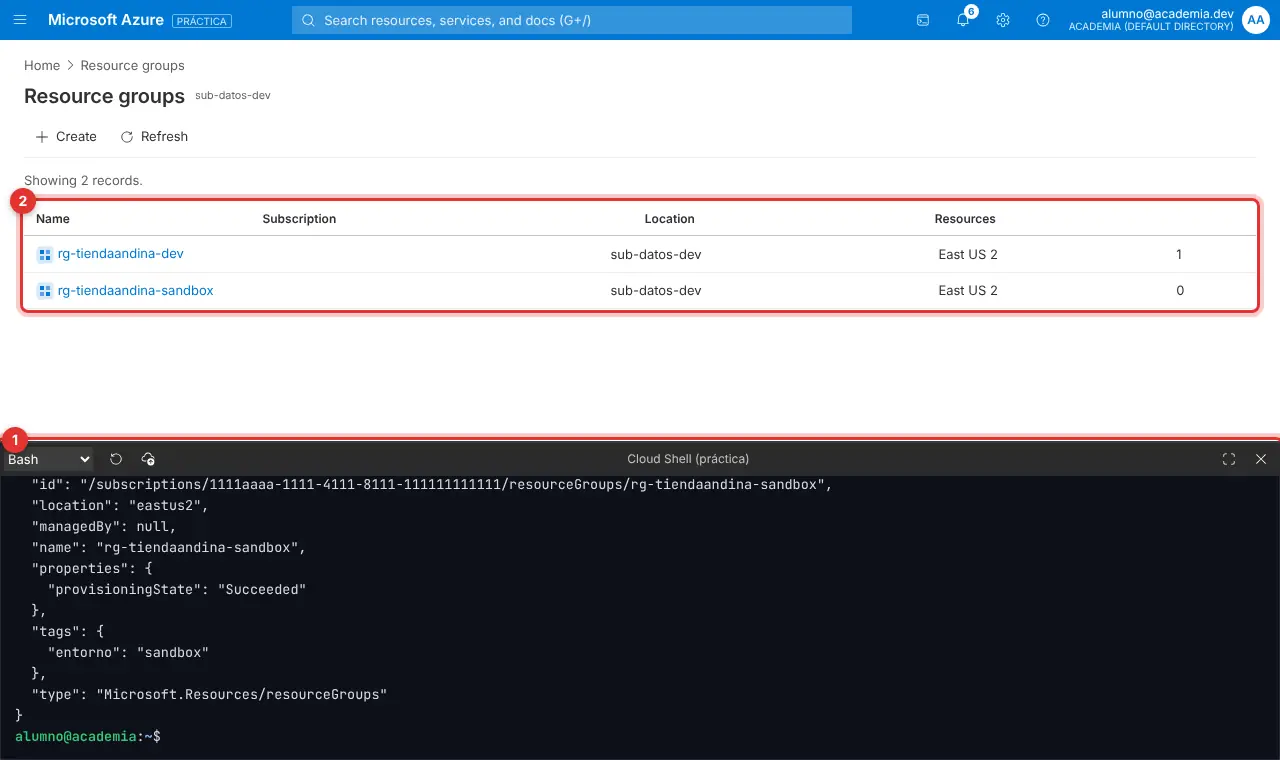 Microsoft Azure PRÁCTICA
Search resources, services, and docs (G+/)
6
alumno@academia.dev
ACADEMIA (DEFAULT DIRECTORY)
AA
Home > Resource groups
Resource groups sub-datos-dev
Create Refresh
Showing 2 records.
2
Name Subscription Location Resources
rg-tiendaandina-dev sub-datos-dev East US 2 1
rg-tiendaandina-sandbox sub-datos-dev East US 2 0
1
Bash Cloud Shell (práctica)
"id": "/subscriptions/1111aaaa-1111-4111-8111-111111111111/resourceGroups/rg-tiendaandina-sandbox",
"location": "eastus2",
"managedBy": null,
"name": "rg-tiendaandina-sandbox",
"properties": {
"provisioningState": "Succeeded"
},
"tags": {
"entorno": "sandbox"
},
"type": "Microsoft.Resources/resourceGroups"
}
alumno@academia:~$